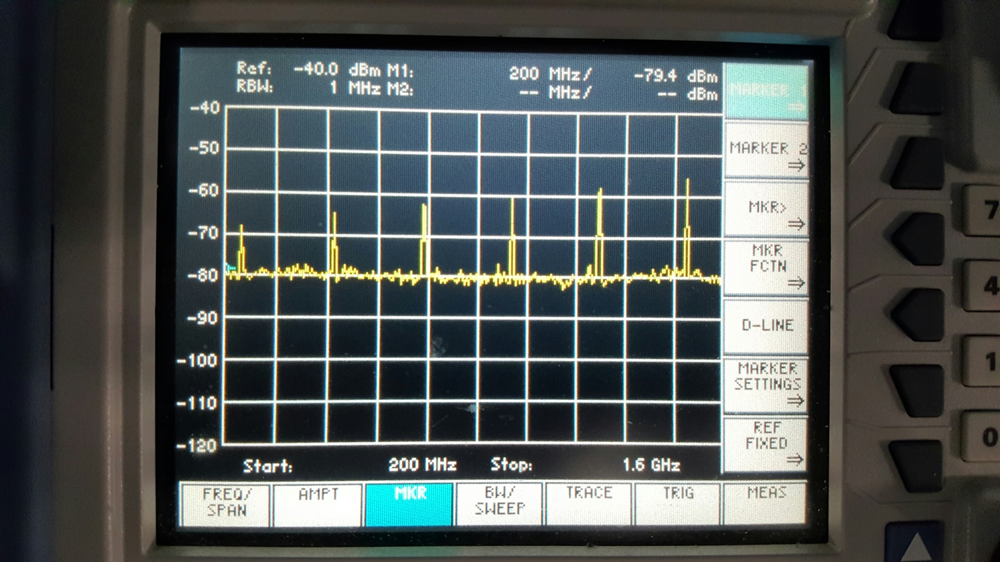 Ref: -40.0 dBm M1: 200 MHz/ -79.4 dBm
RBW: 1 MHz M2: -- MHz/ -- dBm
-40
-50
-60
-70
-80
-90
-100
-110
-120
Start: 200 MHz Stop: 1.6 GHz
MARKER
⇒
MARKER 2
⇒
MKR>
⇒
MKR
FCTN
⇒
D-LINE
MARKER
SETTINGS
⇒
REF
FIXED
⇒
FREQ/
SPAN
AMPT
MKR
BW/
SWEEP
TRACE
TRIG
MEAS
7
4
1
0